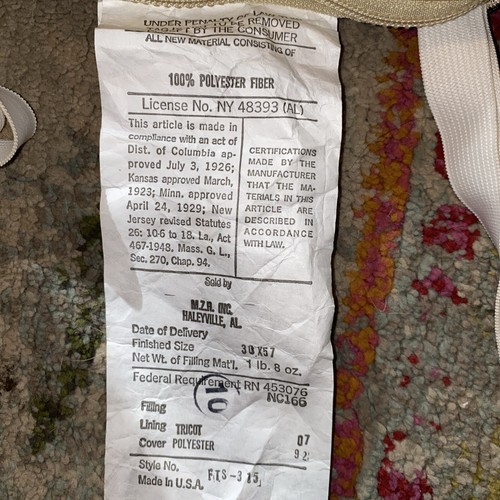 UNDER PENALTY OF LAW
REMOVED
BY THE CONSUMER
ALL NEW MATERIAL CONSISTING OF
100% POLYESTER FIBER
License No. NY 48393 (AL)
This article is made in
compliance with an act of
Dist. of Columbia ap-
proved July 3, 1926;
Kansas approved March,
1923; Minn. approved
April 24, 1929; New
Jersey revised Statutes
26: 10-6 to 18. La., Act
467-1948. Mass. G. L.,
Sec. 270, Chap. 94.
CERTIFICATIONS
MADE BY THE
MANUFACTURER
THAT THE MA-
TERIALS IN THIS
ARTICLE ARE
DESCRIBED IN
ACCORDANCE
WITH LAW.
Sold by
M.Z.R. INC.
HALEYVILLE, AL.
Date of Delivery
Finished Size 30X57
Net Wt. of Filling Mat'l. 1 lb. 8 oz.
Federal Requirement RN 453076
NC166
10
Filling
Lining TRICOT 07
Cover POLYESTER 92
Style No. FTS-315
Made in U.S.A.